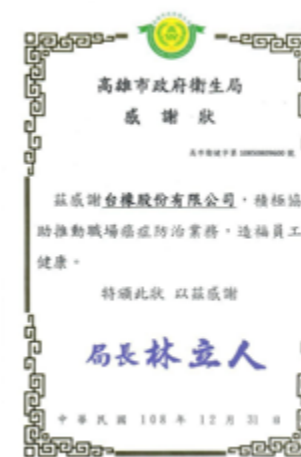 高雄市政府衛生局
感謝狀
茲感謝台橡股份有限公司，積極協
助推動職場癌症防治業務，造福員工
健康。
特頒此狀 以茲感謝
局長林立人
中華民國 108 年 12 月 31 日